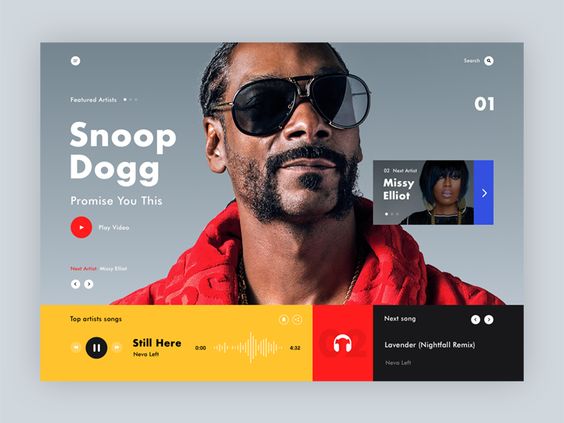 Search
Featured Artists
01
Snoop
Dogg
Promise You This
Play Video
02 Next Artist
Missy
Elliot
Next Artist: Missy Elliot
Top artists songs
Still Here
Neva Left
0:00
4:32
02
Next song
Lavender (Nightfall Remix)
Neva Left